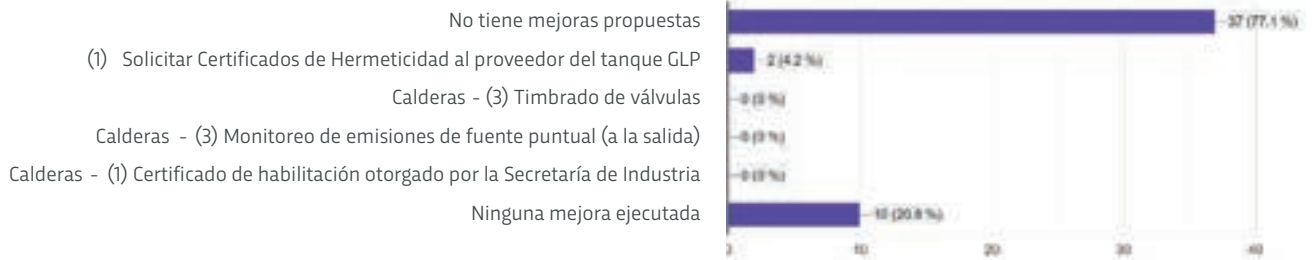 No tiene mejoras propuestas 37 (77.1 %)
(1) Solicitar Certificados de Hermeticidad al proveedor del tanque GLP 2 (4.2 %)
Calderas - (3) Timbrado de válvulas 0 (0 %)
Calderas - (3) Monitoreo de emisiones de fuente puntual (a la salida) 0 (0 %)
Calderas - (1) Certificado de habilitación otorgado por la Secretaría de Industria 0 (0 %)
Ninguna mejora ejecutada 10 (20.8 %)
0 10 20 30 40